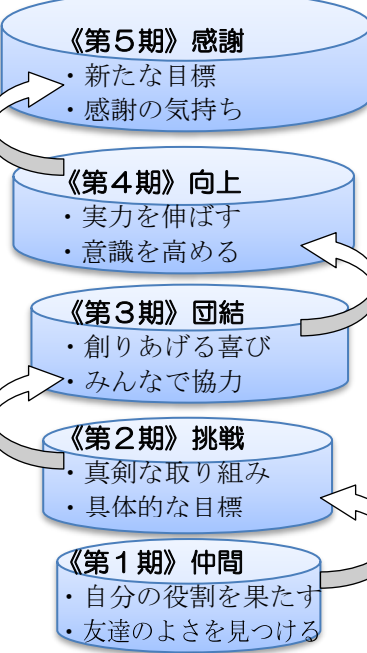 《第５期》感謝
・新たな目標
・感謝の気持ち
《第４期》向上
・実力を伸ばす
・意識を高める
《第３期》団結
・創りあげる喜び
・みんなで協力
《第２期》挑戦
・真剣な取り組み
・具体的な目標
《第１期》仲間
・自分の役割を果たす
・友達のよさを見つける